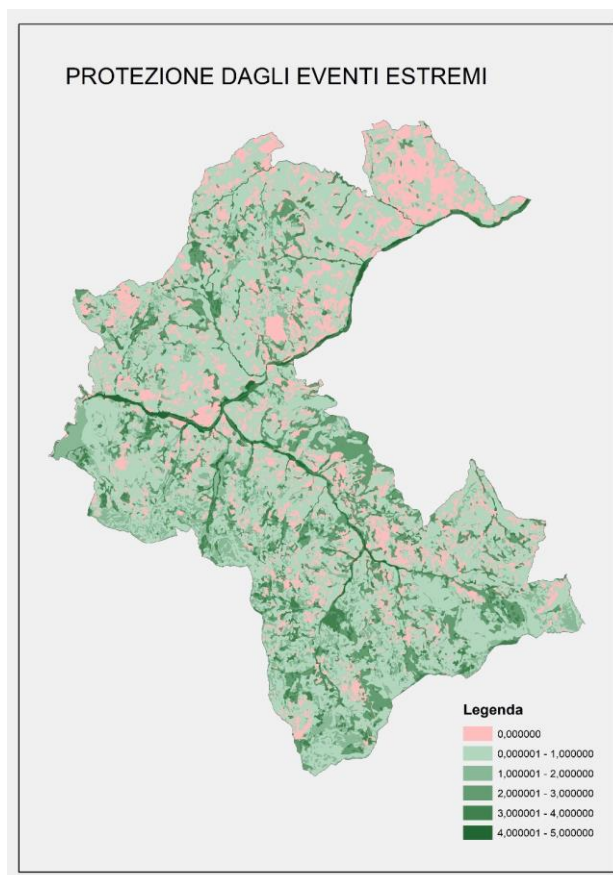 PROTEZIONE DAGLI EVENTI ESTREMI
Legenda
0,000000
0,000001 - 1,000000
1,000001 - 2,000000
2,000001 - 3,000000
3,000001 - 4,000000
4,000001 - 5,000000